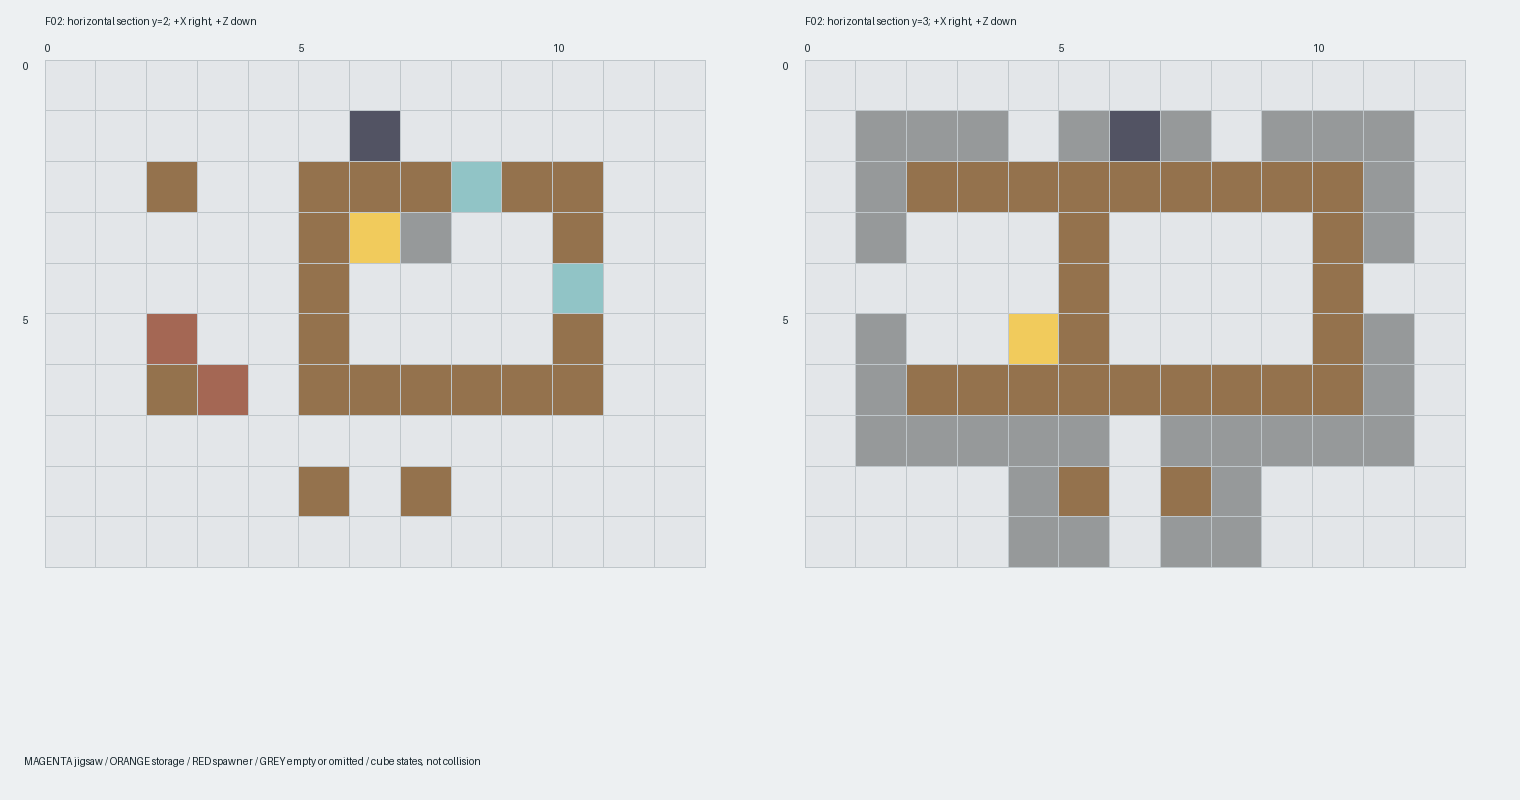 F02: horizontal section y=2; +X right, +Z down
F02: horizontal section y=3; +X right, +Z down
0 5 10
0 5 10
0
0
5
5
MAGENTA jigsaw / ORANGE storage / RED spawner / GREY empty or omitted / cube states, not collision